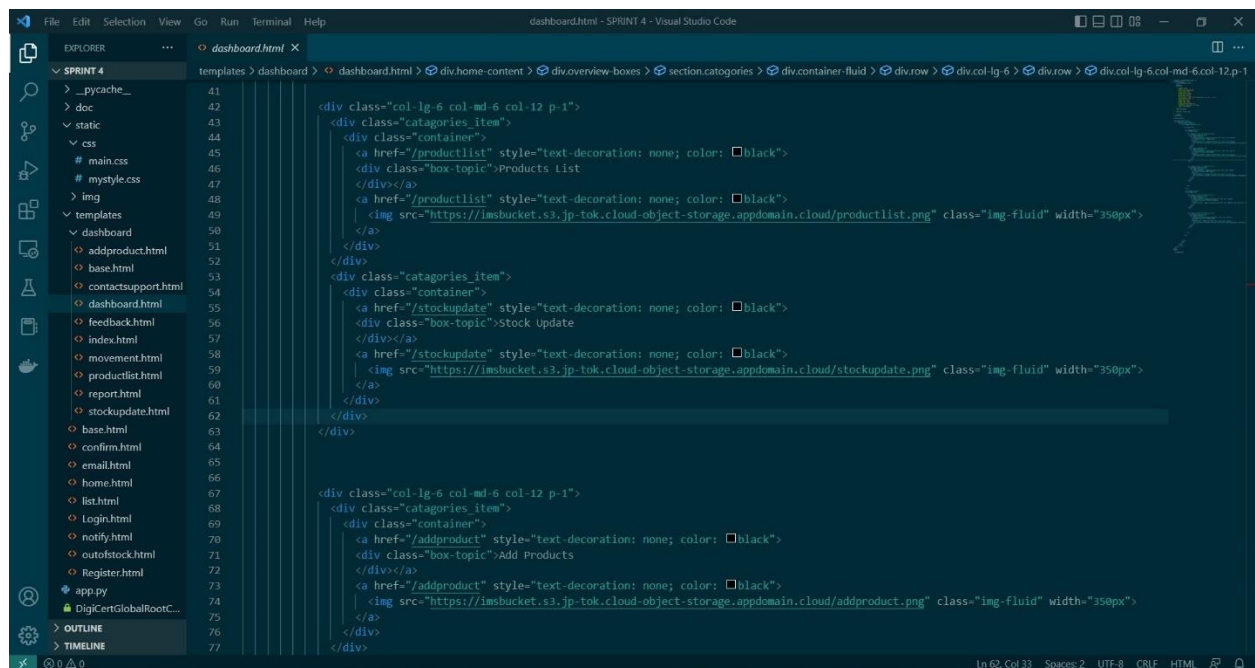 File Edit Selection View Go Run Terminal Help
dashboard.html - SPRINT 4 - Visual Studio Code
EXPLORER
SPRINT 4
__pycache__
doc
static
css
# main.css
# mystyle.css
img
templates
dashboard
addproduct.html
base.html
contactsupport.html
dashboard.html
feedback.html
index.html
movement.html
productlist.html
report.html
stockupdate.html
base.html
confirm.html
email.html
home.html
list.html
Login.html
notify.html
outofstock.html
Register.html
app.py
DigiCertGlobalRootC...
OUTLINE
TIMELINE
dashboard.html
templates > dashboard > dashboard.html > div.home-content > div.overview-boxes > section.catogories > div.container-fluid > div.row > div.col-lg-6 > div.row > div.col-lg-6.col-md-6.col-12.p-1
41
42 <div class="col-lg-6 col-md-6 col-12 p-1">
43 <div class="catagories_item">
44 <div class="container">
45 <a href="/productlist" style="text-decoration: none; color: black">
46 <div class="box-topic">Products List
47 </div></a>
48 <a href="/productlist" style="text-decoration: none; color: black">
49 <img src="https://imsbucket.s3.jp-tok.cloud-object-storage.appdomain.cloud/productlist.png" class="img-fluid" width="350px">
50 </a>
51 </div>
52 </div>
53 <div class="catagories_item">
54 <div class="container">
55 <a href="/stockupdate" style="text-decoration: none; color: black">
56 <div class="box-topic">Stock Update
57 </div></a>
58 <a href="/stockupdate" style="text-decoration: none; color: black">
59 <img src="https://imsbucket.s3.jp-tok.cloud-object-storage.appdomain.cloud/stockupdate.png" class="img-fluid" width="350px">
60 </a>
61 </div>
62 </div>
63 </div>
64
65
66
67 <div class="col-lg-6 col-md-6 col-12 p-1">
68 <div class="catagories_item">
69 <div class="container">
70 <a href="/addproduct" style="text-decoration: none; color: black">
71 <div class="box-topic">Add Products
72 </div></a>
73 <a href="/addproduct" style="text-decoration: none; color: black">
74 <img src="https://imsbucket.s3.jp-tok.cloud-object-storage.appdomain.cloud/addproduct.png" class="img-fluid" width="350px">
75 </a>
76 </div>
77 </div>
0 0
Ln 62, Col 33 Spaces: 2 UTF-8 CRLF HTML